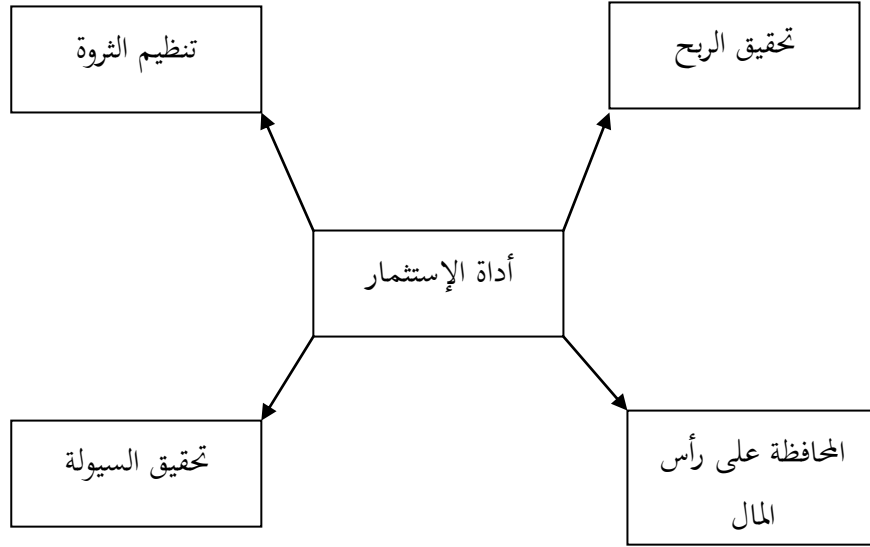 تحقيق الربح
تنظيم الثروة
أداة الإستثمار
المحافظة على رأس
المال
تحقيق السيولة